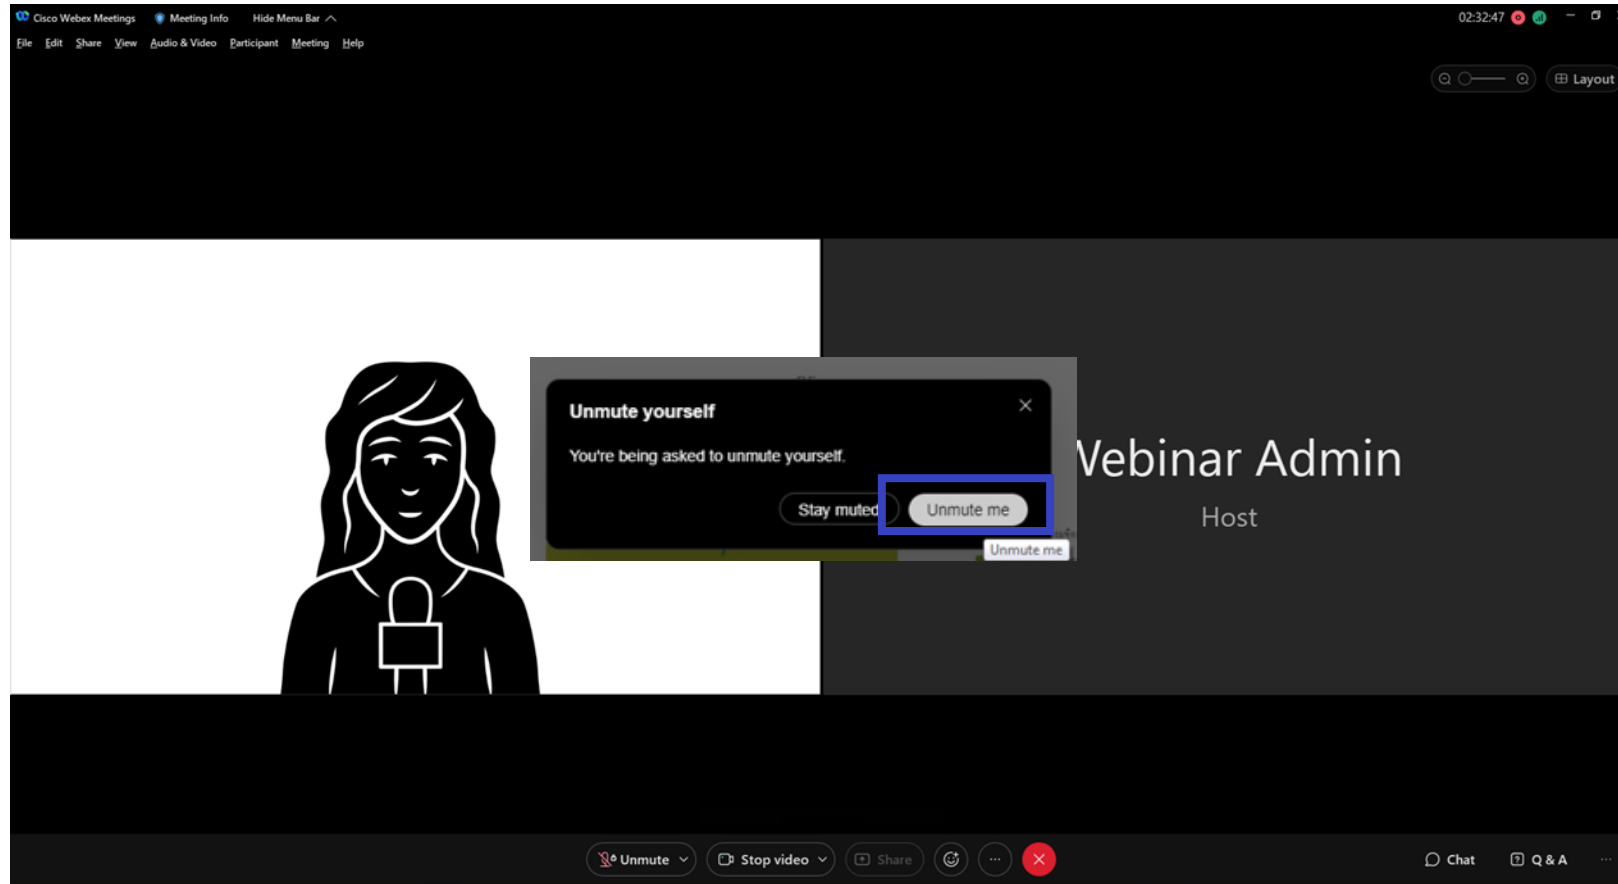 Cisco Webex Meetings Meeting Info Hide Menu Bar 02:32:47
File Edit Share View Audio & Video Participant Meeting Help
Layout
Unmute yourself
You're being asked to unmute yourself.
Stay muted Unmute me
Unmute me
Webinar Admin
Host
Unmute Stop video Share Chat Q & A